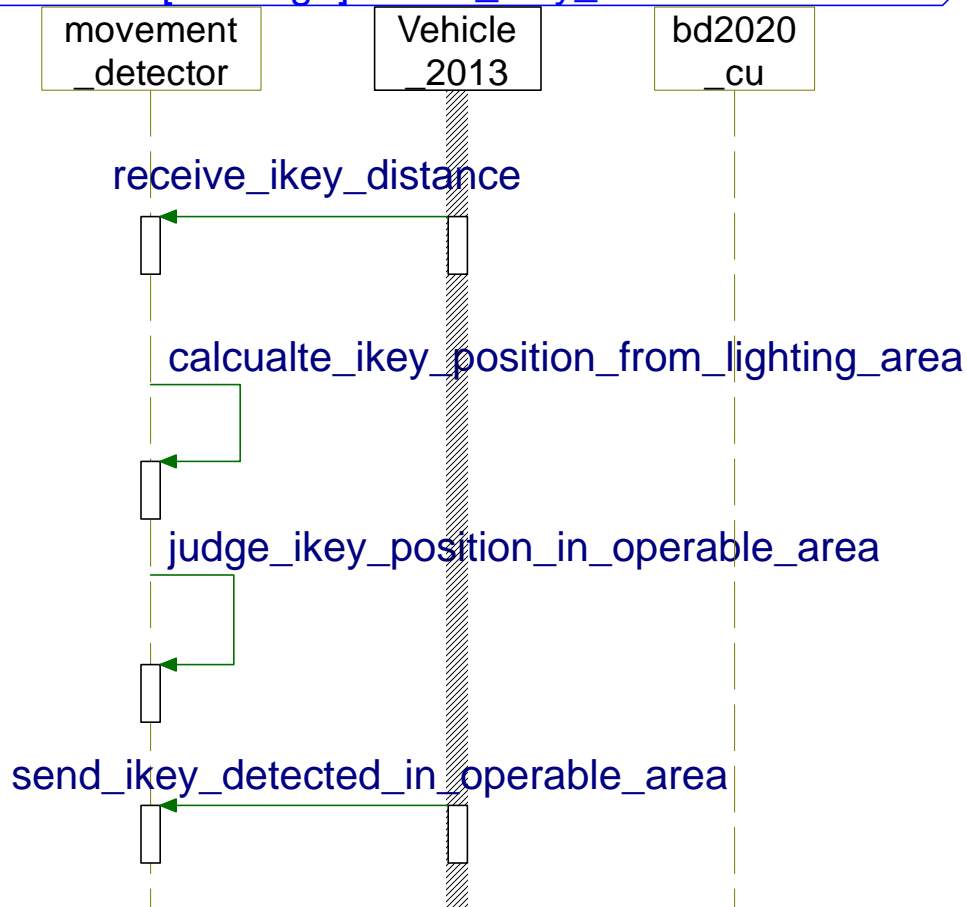 movement
_detector
Vehicle
_2013
bd2020
_cu
receive_ikey_distance
calcualte_ikey_position_from_lighting_area
judge_ikey_position_in_operable_area
send_ikey_detected_in_operable_area